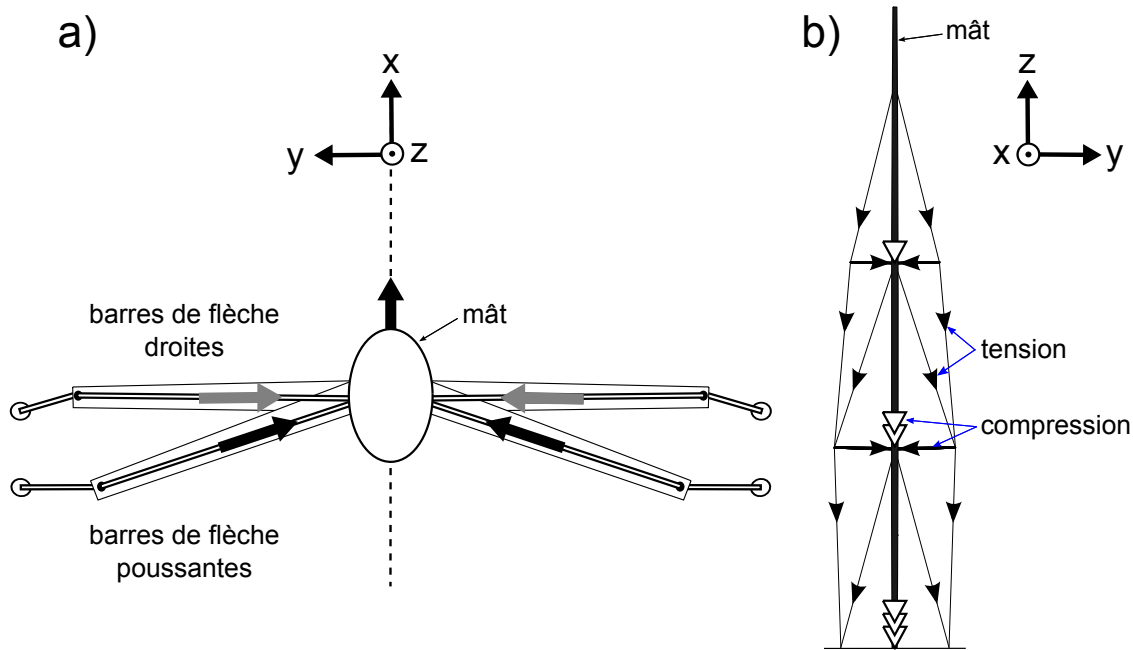 a)
x
y
z
barres de flèche
droites
mât
barres de flèche
poussantes
b)
mât
z
x
y
tension
compression